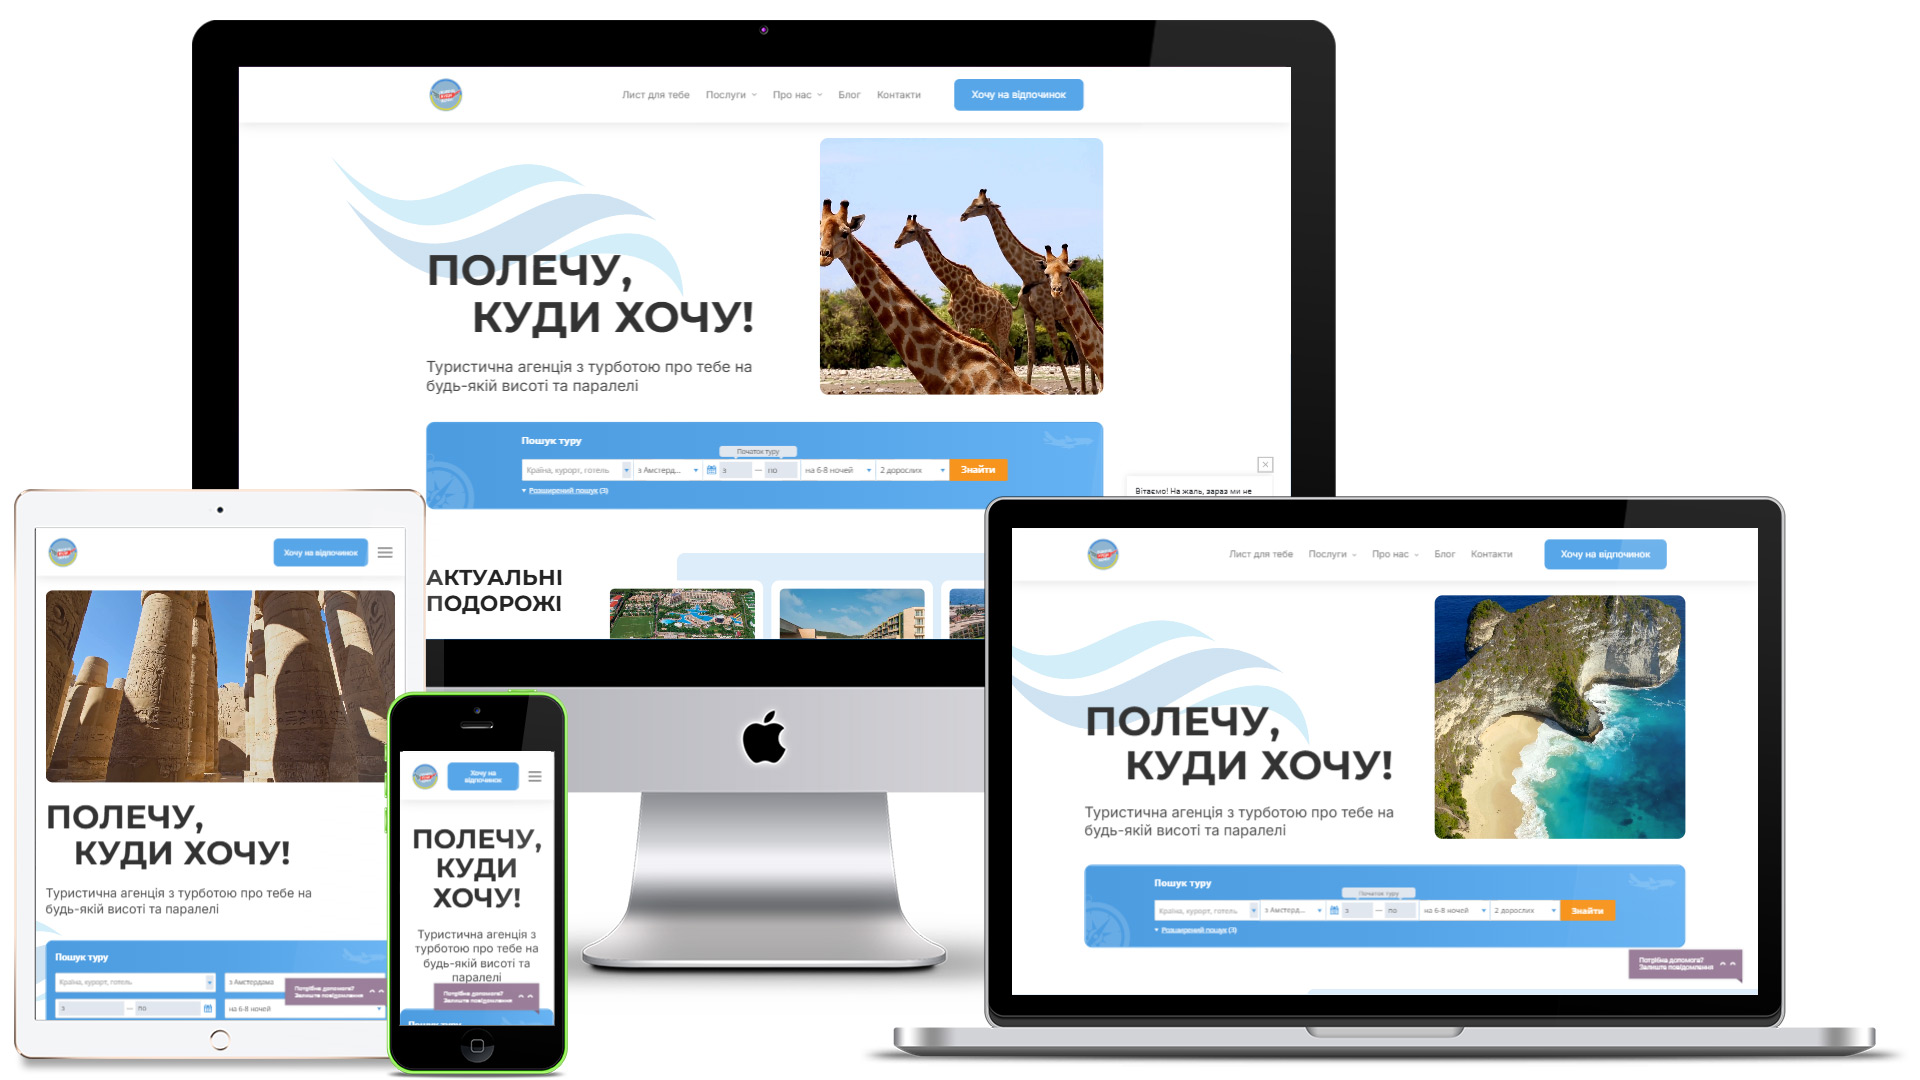 Лист для тебе Послуги Про нас Блог Контакти Хочу на відпочинок
ПОЛЕЧУ,
КУДИ ХОЧУ!
Туристична агенція з турботою про тебе на
будь-якій висоті та паралелі
Пошук туру
Початок туру
Країна, курорт, готель з Амстерд... з — по на 6-8 ночей 2 дорослих Знайти
Розширений пошук (3)
Вітаємо! На жаль, зараз ми не
АКТУАЛЬНІ
ПОДОРОЖІ
Хочу на відпочинок
ПОЛЕЧУ,
КУДИ ХОЧУ!
Туристична агенція з турботою про тебе на
будь-якій висоті та паралелі
Пошук туру
Країна, курорт, готель з Амстердама
з — по на 6-8 ночей
Потрібна допомога?
Залиште повідомлення
Хочу на
відпочинок
ПОЛЕЧУ,
КУДИ
ХОЧУ!
Туристична агенція з
турботою про тебе на
будь-якій висоті та
паралелі
Потрібна допомога?
Залиште повідомлення
Пошук туру
Лист для тебе Послуги Про нас Блог Контакти Хочу на відпочинок
ПОЛЕЧУ,
КУДИ ХОЧУ!
Туристична агенція з турботою про тебе на
будь-якій висоті та паралелі
Пошук туру
Початок туру
Країна, курорт, готель з Амстерд... з — по на 6-8 ночей 2 дорослих Знайти
Розширений пошук (3)
Потрібна допомога?
Залиште повідомлення